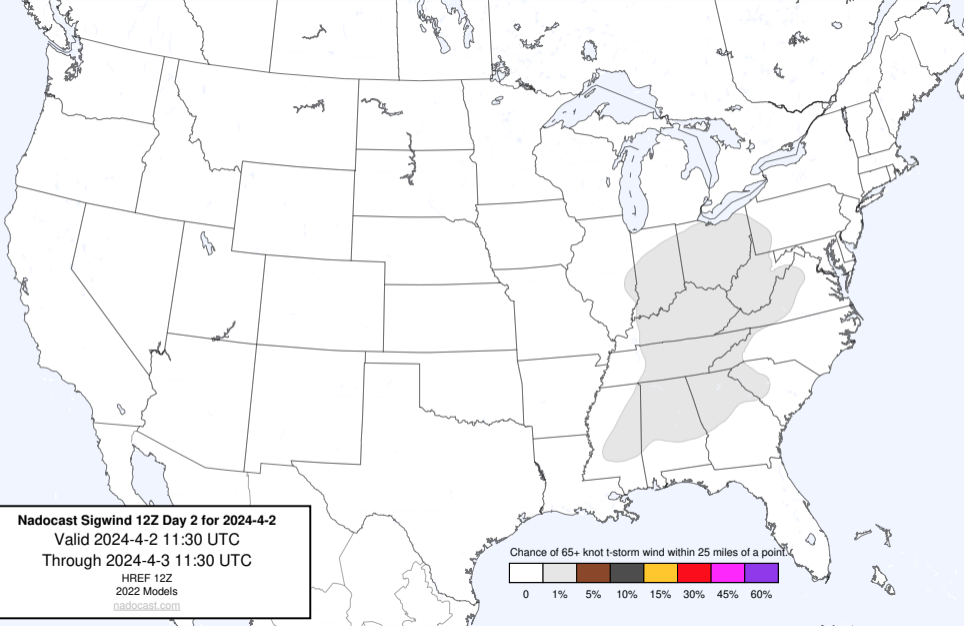 Nadocast Sigwind 12Z Day 2 for 2024-4-2
Valid 2024-4-2 11:30 UTC
Through 2024-4-3 11:30 UTC
HREF 12Z
2022 Models
nadocast.com
Chance of 65+ knot t-storm wind within 25 miles of a point.
0 1% 5% 10% 15% 30% 45% 60%